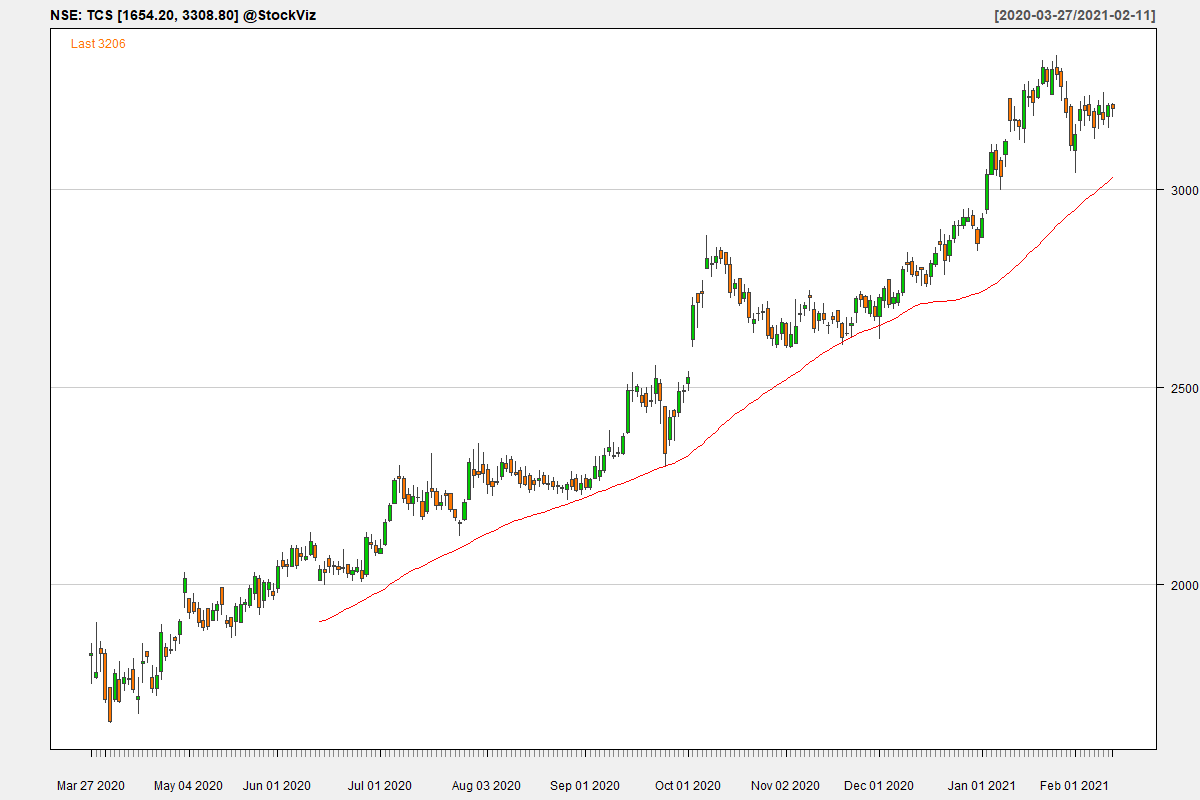 NSE: TCS [1654.20, 3308.80] @StockViz
[2020-03-27/2021-02-11]
Last 3206
3000
2500
2000
Mar 27 2020 May 04 2020 Jun 01 2020 Jul 01 2020 Aug 03 2020 Sep 01 2020 Oct 01 2020 Nov 02 2020 Dec 01 2020 Jan 01 2021 Feb 01 2021